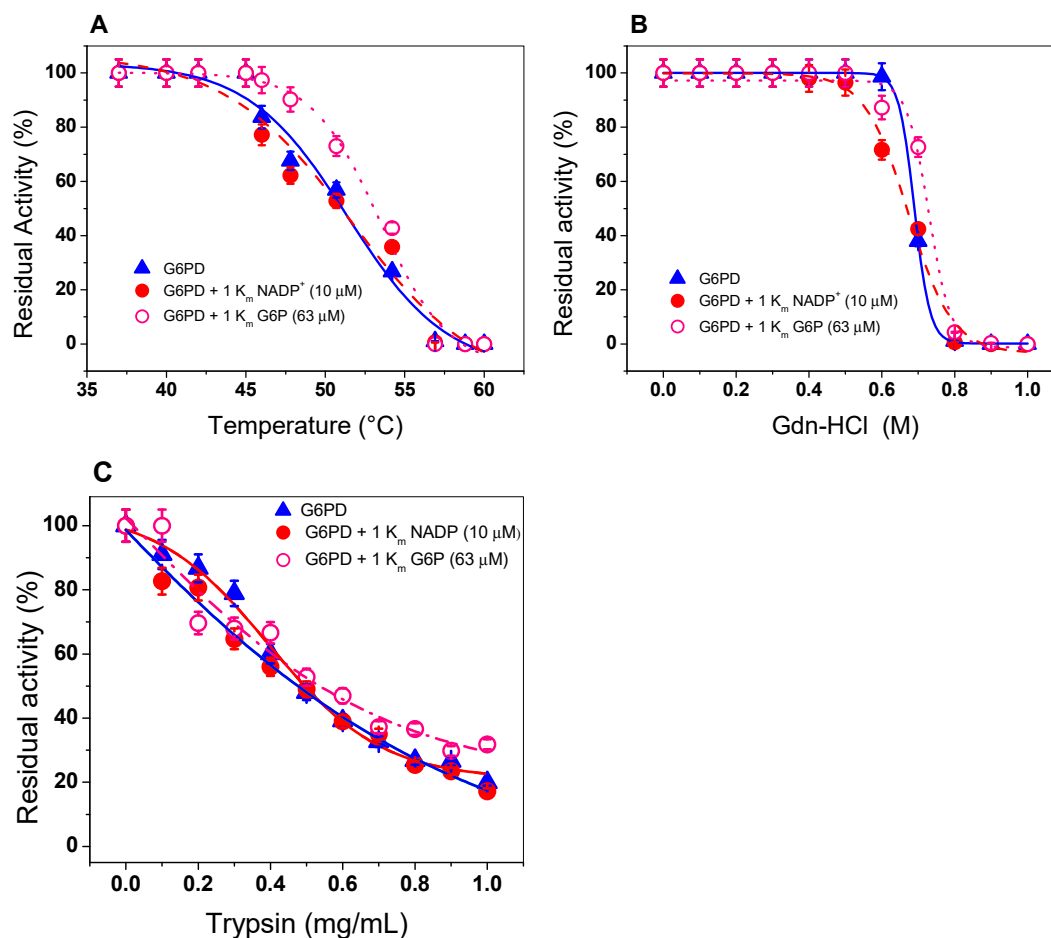 A
Residual Activity (%)
100
80
60
40
20
0
G6PD
G6PD + 1 Km NADP+ (10 μM)
G6PD + 1 Km G6P (63 μM)
35 40 45 50 55 60
Temperature (°C)
B
Residual activity (%)
100
80
60
40
20
0
G6PD
G6PD + 1 Km NADP+ (10 μM)
G6PD + 1 Km G6P (63 μM)
0.0 0.2 0.4 0.6 0.8 1.0
Gdn-HCl (M)
C
Residual activity (%)
100
80
60
40
20
0
G6PD
G6PD + 1 Km NADP (10 μM)
G6PD + 1 Km G6P (63 μM)
0.0 0.2 0.4 0.6 0.8 1.0
Trypsin (mg/mL)